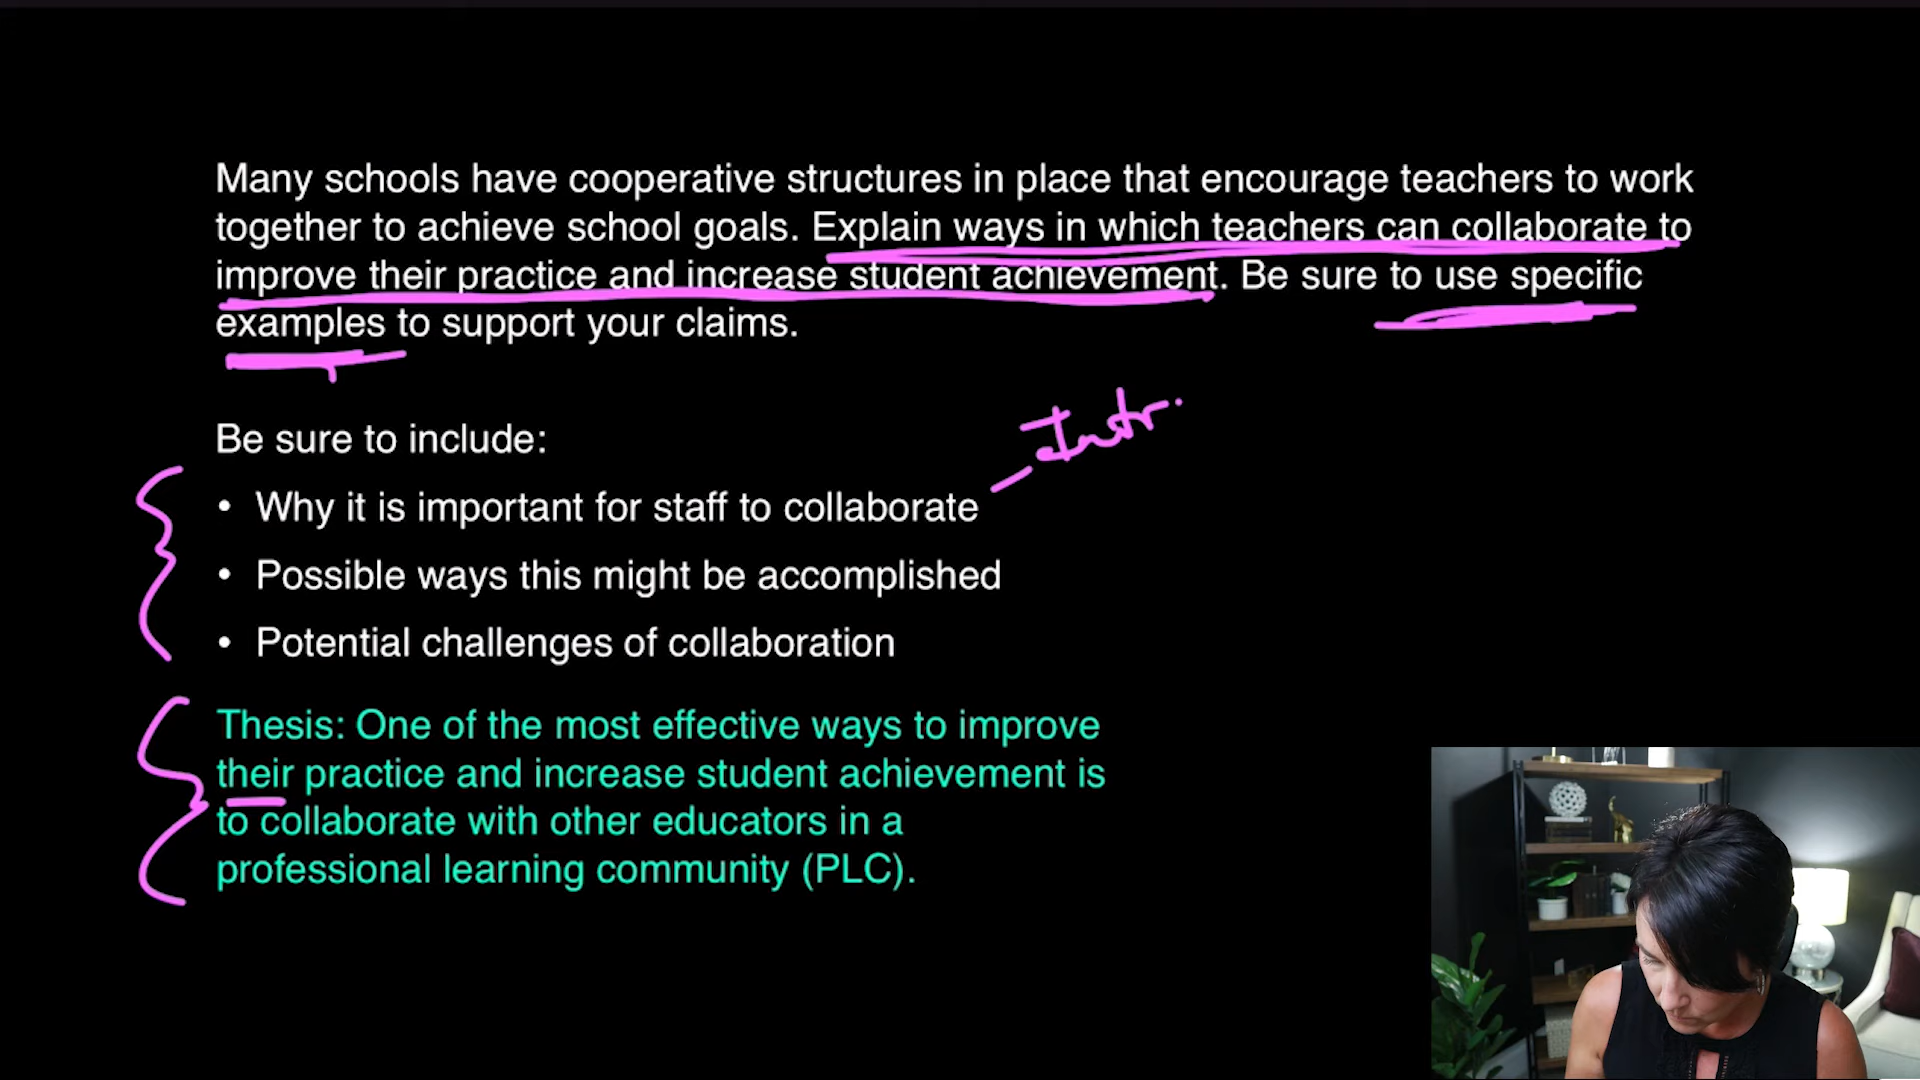 Many schools have cooperative structures in place that encourage teachers to work
together to achieve school goals. Explain ways in which teachers can collaborate to
improve their practice and increase student achievement. Be sure to use specific
examples to support your claims.
Intr.
Be sure to include:
• Why it is important for staff to collaborate
• Possible ways this might be accomplished
• Potential challenges of collaboration
Thesis: One of the most effective ways to improve
their practice and increase student achievement is
to collaborate with other educators in a
professional learning community (PLC).